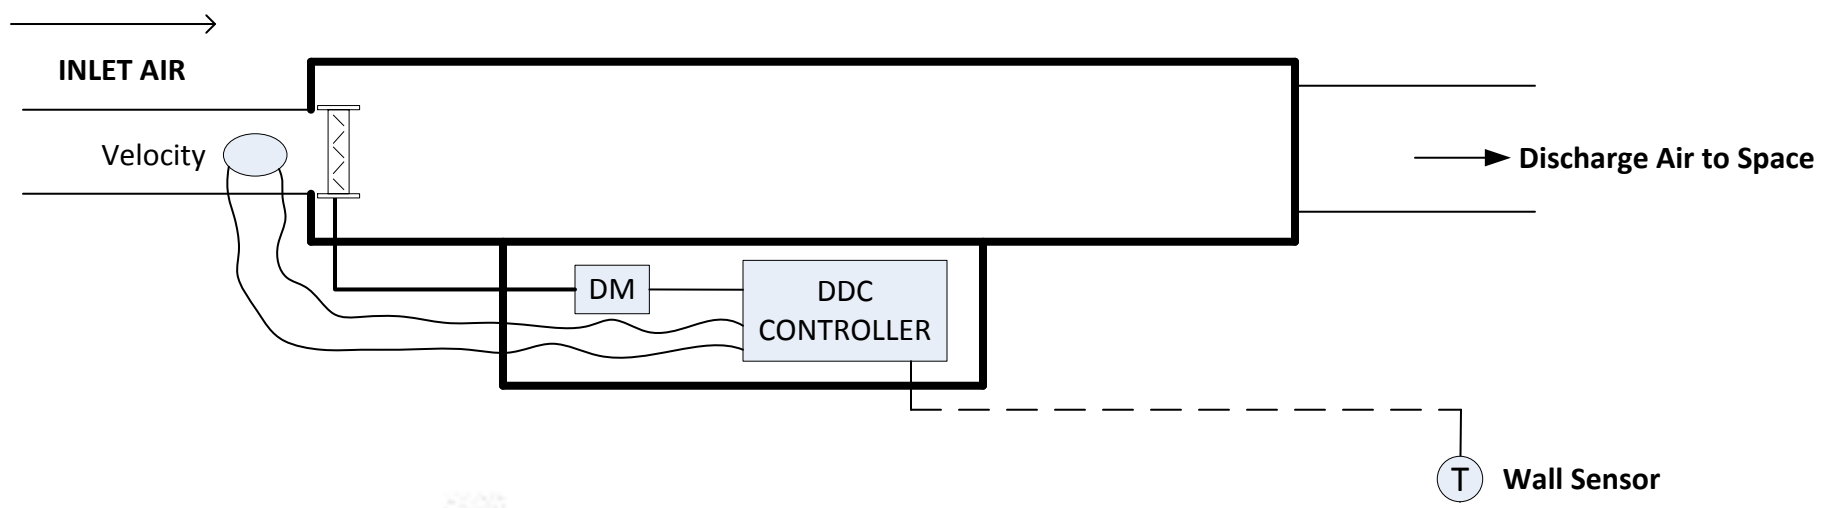 INLET AIR
Velocity
Discharge Air to Space
DM
DDC
CONTROLLER
T
Wall Sensor